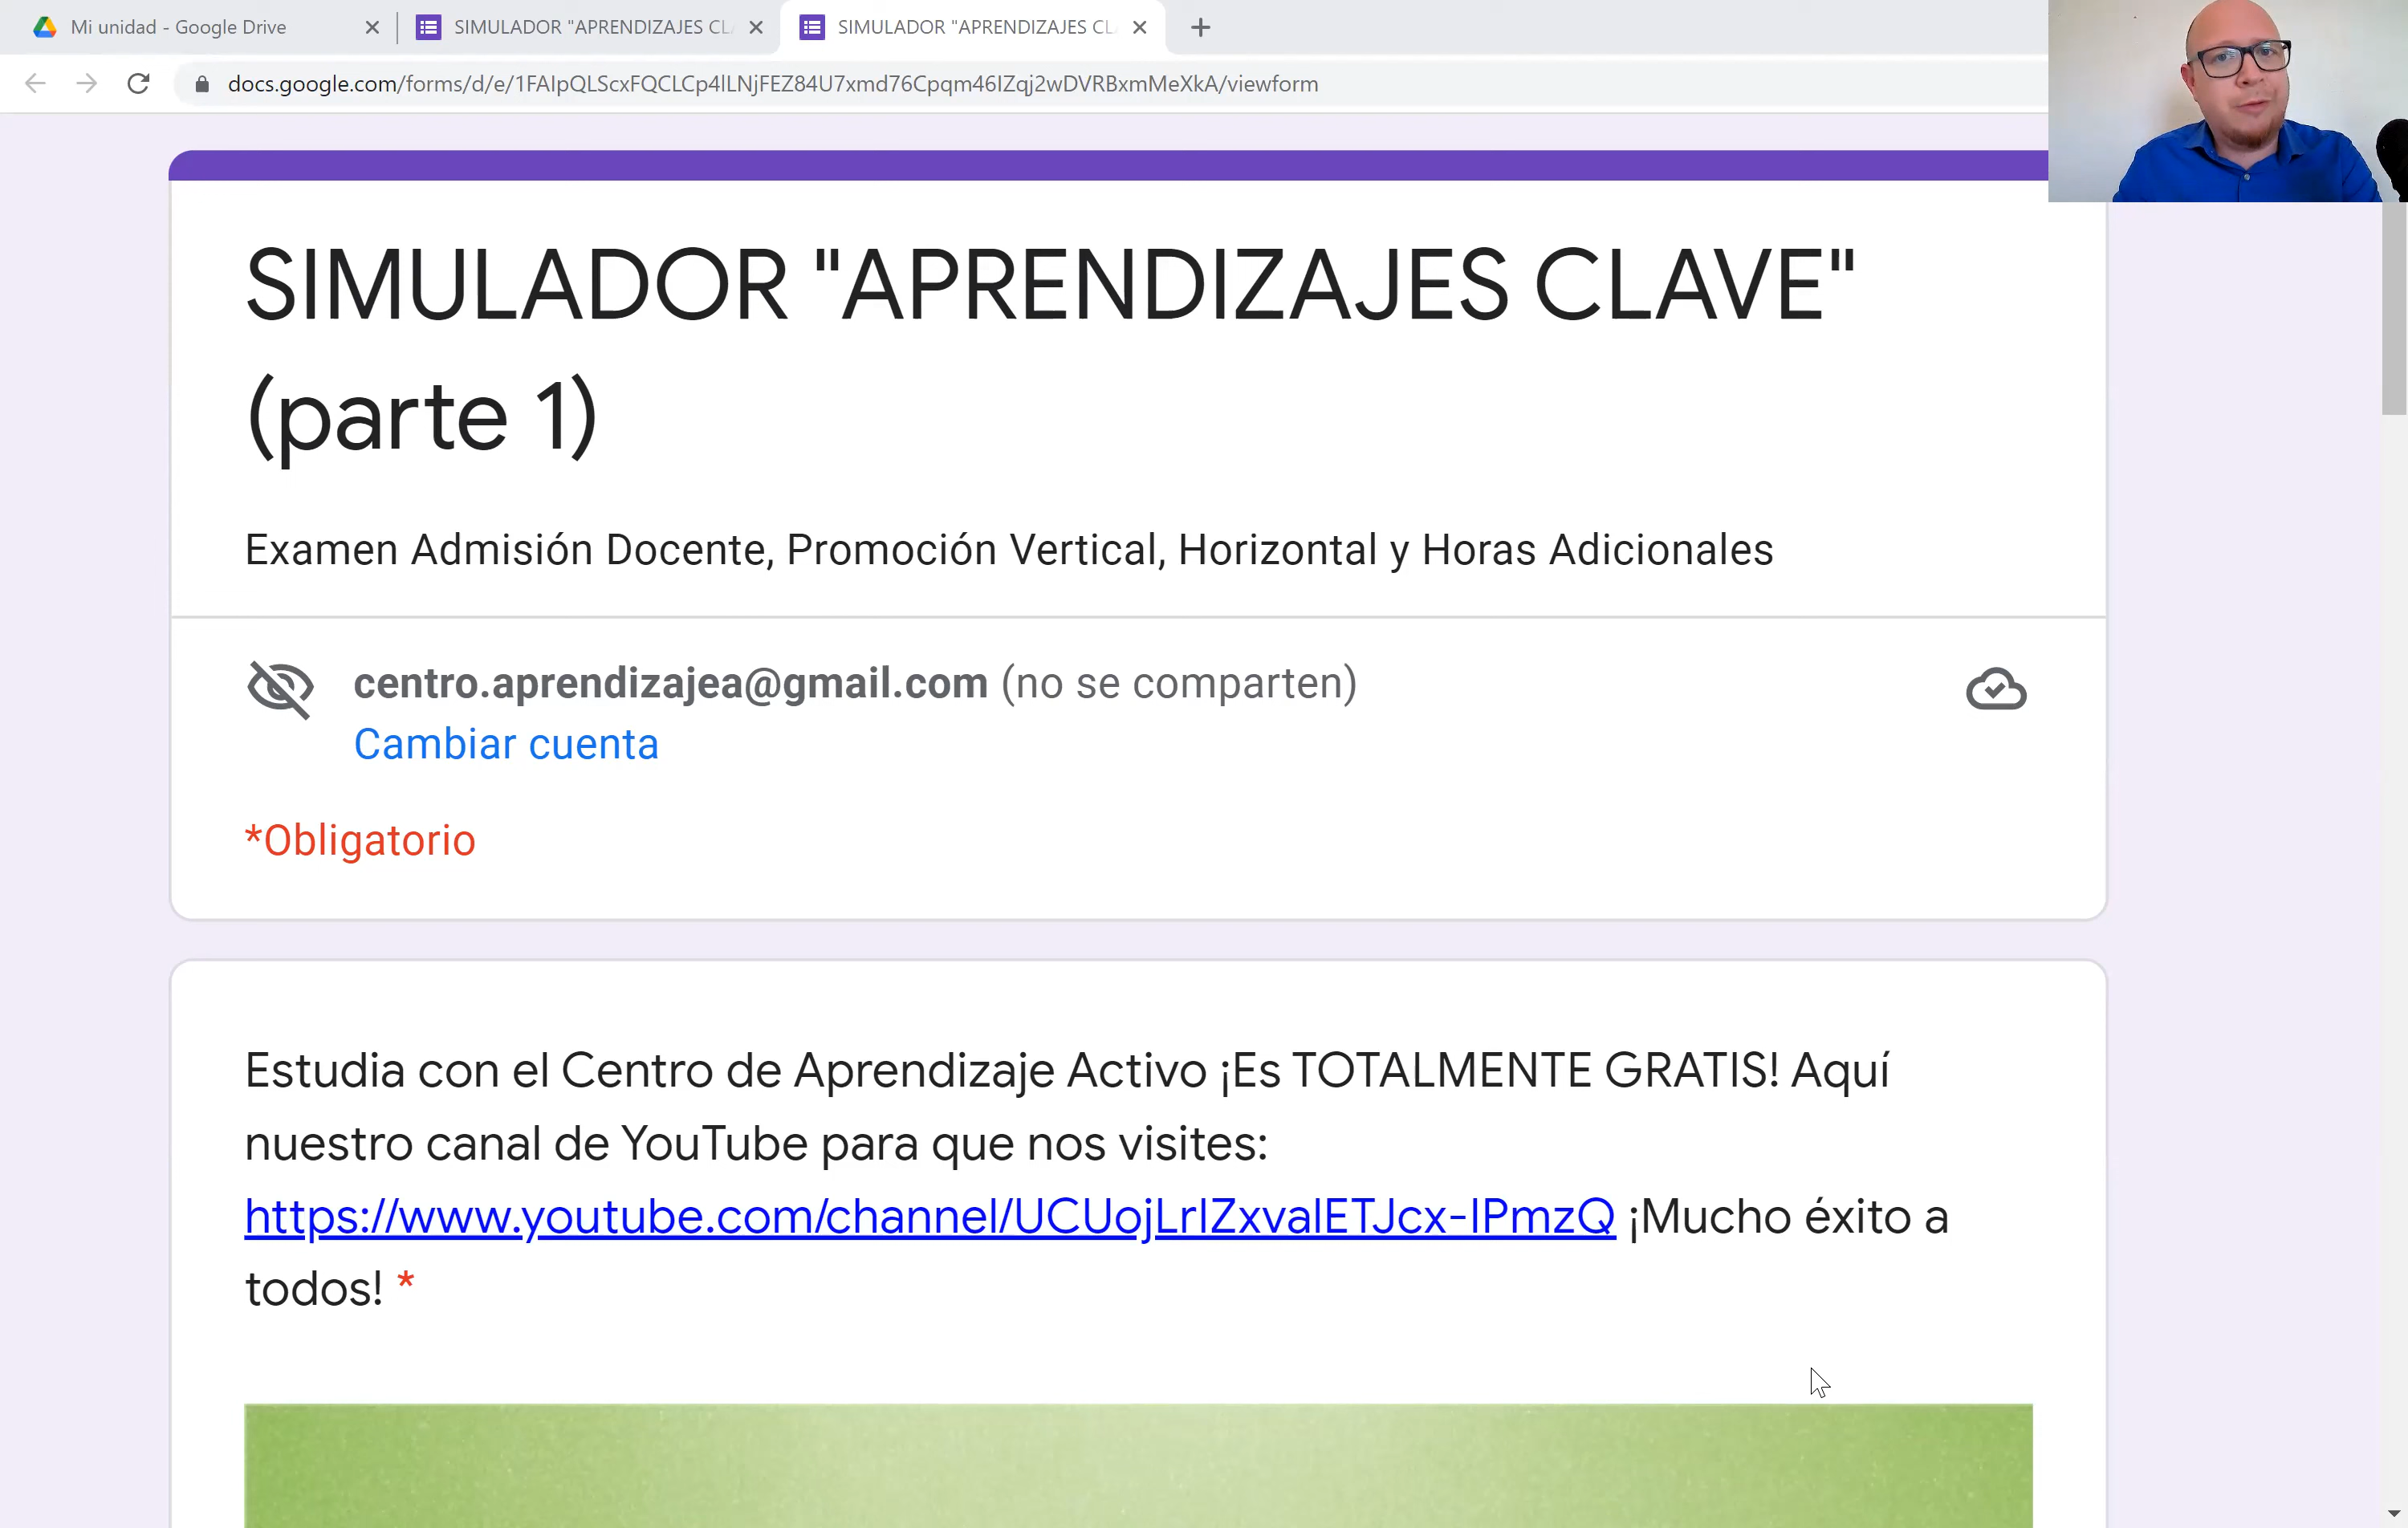 Mi unidad - Google Drive
SIMULADOR "APRENDIZAJES CL
SIMULADOR "APRENDIZAJES CL
docs.google.com/forms/d/e/1FAIpQLScxFQCLCp4lLNjFEZ84U7xmd76Cpqm46IZqj2wDVRBxmMeXkA/viewform
SIMULADOR "APRENDIZAJES CLAVE"
(parte 1)
Examen Admisión Docente, Promoción Vertical, Horizontal y Horas Adicionales
centro.aprendizajea@gmail.com (no se comparten)
Cambiar cuenta
*Obligatorio
Estudia con el Centro de Aprendizaje Activo ¡Es TOTALMENTE GRATIS! Aquí
nuestro canal de YouTube para que nos visites:
https://www.youtube.com/channel/UCUojLrIZxvaIETJcx-IPmzQ ¡Mucho éxito a
todos! *